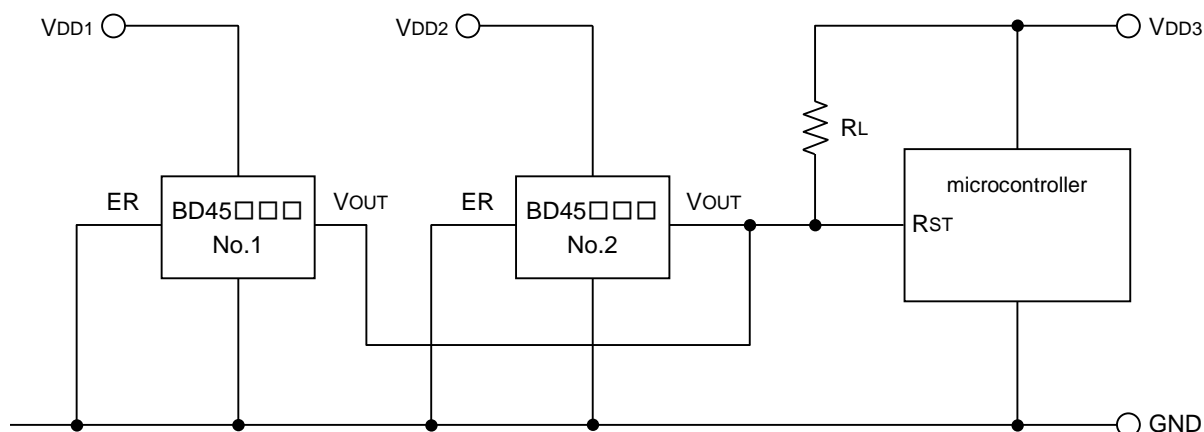 VDD1
VDD2
VDD3
RL
ER
BD45□□□
No.1
VOUT
ER
BD45□□□
No.2
VOUT
microcontroller
RST
GND